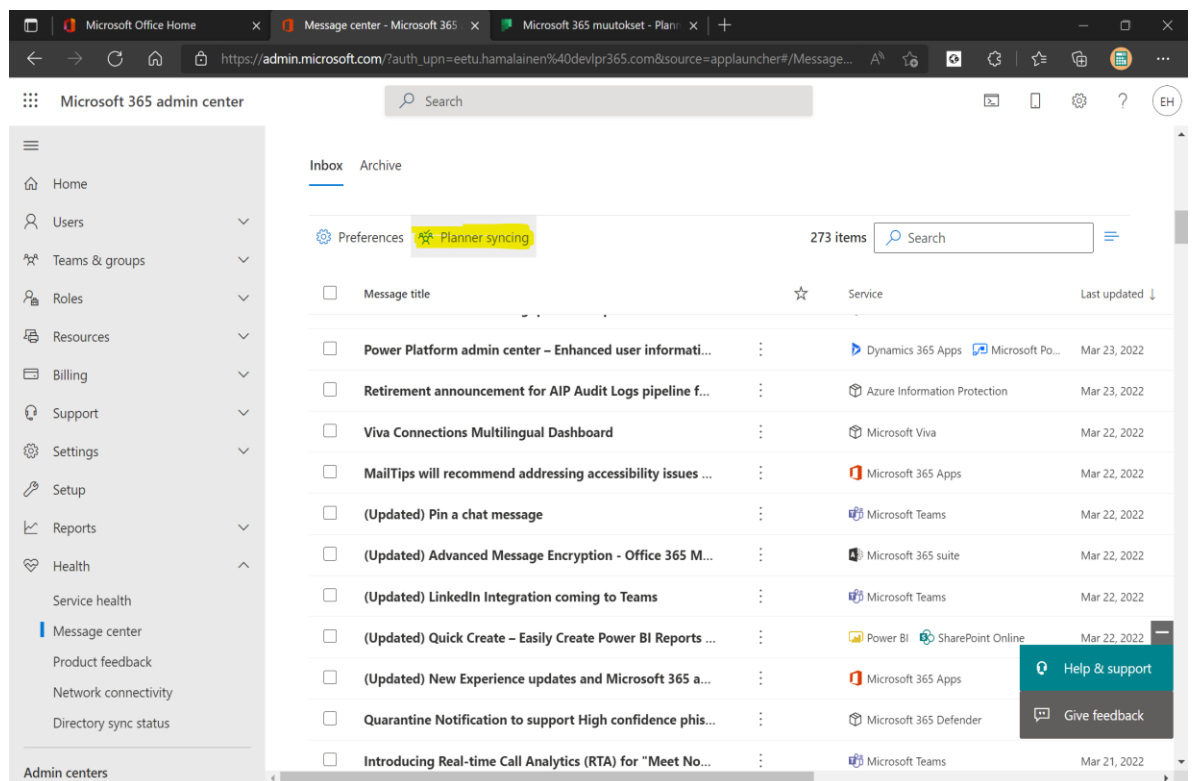 Microsoft Office Home
Message center - Microsoft 365
Microsoft 365 muutokset - Plann
https://admin.microsoft.com/?auth_upn=eetu.hamalainen%40devlpr365.com&source=applauncher#/Message...
Microsoft 365 admin center
Search
EH
Home
Users
Teams & groups
Roles
Resources
Billing
Support
Settings
Setup
Reports
Health
Service health
Message center
Product feedback
Network connectivity
Directory sync status
Admin centers
Inbox Archive
Preferences Planner syncing 273 items Search
Message title Service Last updated ↓
Power Platform admin center – Enhanced user informati... Dynamics 365 Apps Microsoft Po... Mar 23, 2022
Retirement announcement for AIP Audit Logs pipeline f... Azure Information Protection Mar 23, 2022
Viva Connections Multilingual Dashboard Microsoft Viva Mar 22, 2022
MailTips will recommend addressing accessibility issues ... Microsoft 365 Apps Mar 22, 2022
(Updated) Pin a chat message Microsoft Teams Mar 22, 2022
(Updated) Advanced Message Encryption - Office 365 M... Microsoft 365 suite Mar 22, 2022
(Updated) LinkedIn Integration coming to Teams Microsoft Teams Mar 22, 2022
(Updated) Quick Create – Easily Create Power BI Reports ... Power BI SharePoint Online Mar 22, 2022
(Updated) New Experience updates and Microsoft 365 a... Microsoft 365 Apps
Quarantine Notification to support High confidence phis... Microsoft 365 Defender
Introducing Real-time Call Analytics (RTA) for "Meet No... Microsoft Teams Mar 21, 2022
Help & support
Give feedback